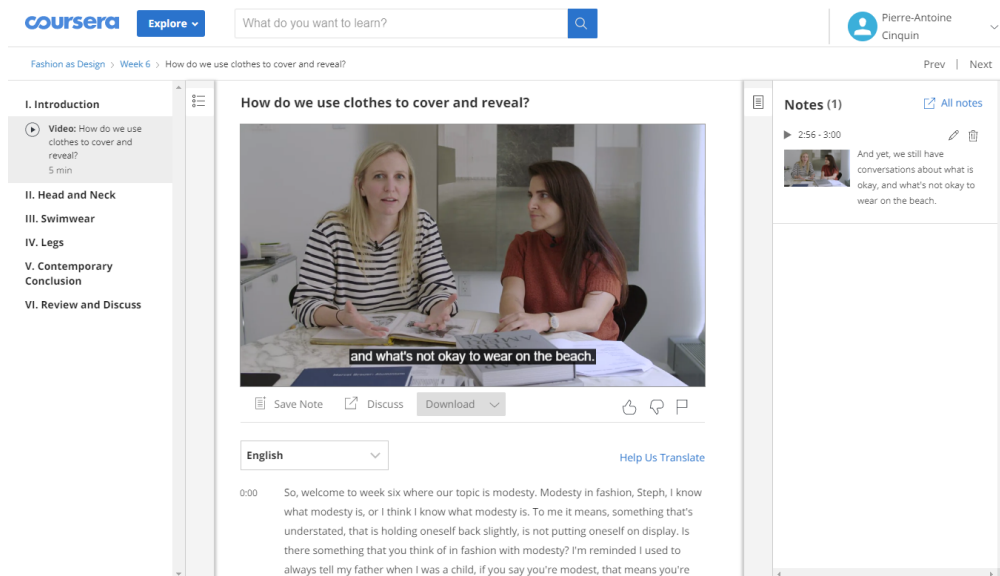 coursera
Explore
What do you want to learn?
Pierre-Antoine
Cinquin
Fashion as Design > Week 6 > How do we use clothes to cover and reveal?
Prev | Next
I. Introduction
Video: How do we use
clothes to cover and
reveal?
5 min
II. Head and Neck
III. Swimwear
IV. Legs
V. Contemporary
Conclusion
VI. Review and Discuss
How do we use clothes to cover and reveal?
and what's not okay to wear on the beach.
Save Note
Discuss
Download
English
Help Us Translate
0:00
So, welcome to week six where our topic is modesty. Modesty in fashion, Steph, I know
what modesty is, or I think I know what modesty is. To me it means, something that's
understated, that is holding oneself back slightly, is not putting oneself on display. Is
there something that you think of in fashion with modesty? I'm reminded I used to
always tell my father when I was a child, if you say you're modest, that means you're
Notes (1)
All notes
2:56 - 3:00
And yet, we still have
conversations about what is
okay, and what's not okay to
wear on the beach.